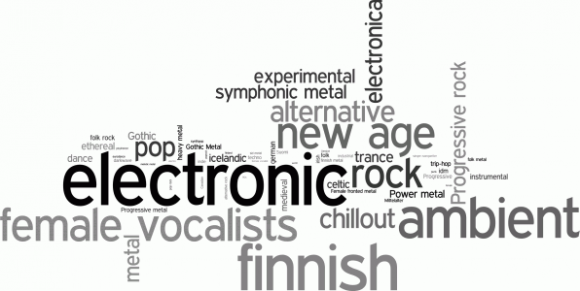 electronica
experimental
symphonic metal
alternative
Progressive rock
new age
folk rock
Gothic
heavy metal
ethereal
pop
Gothic Metal
dance
icelandic
german
folk
trance
trip-hop
folk metal
idm
electronic
rock
Progressive
instrumental
celtic
Female fronted metal
Power metal
medieval
Mittelalter
Progressive metal
female vocalists
chillout
ambient
metal
finnish